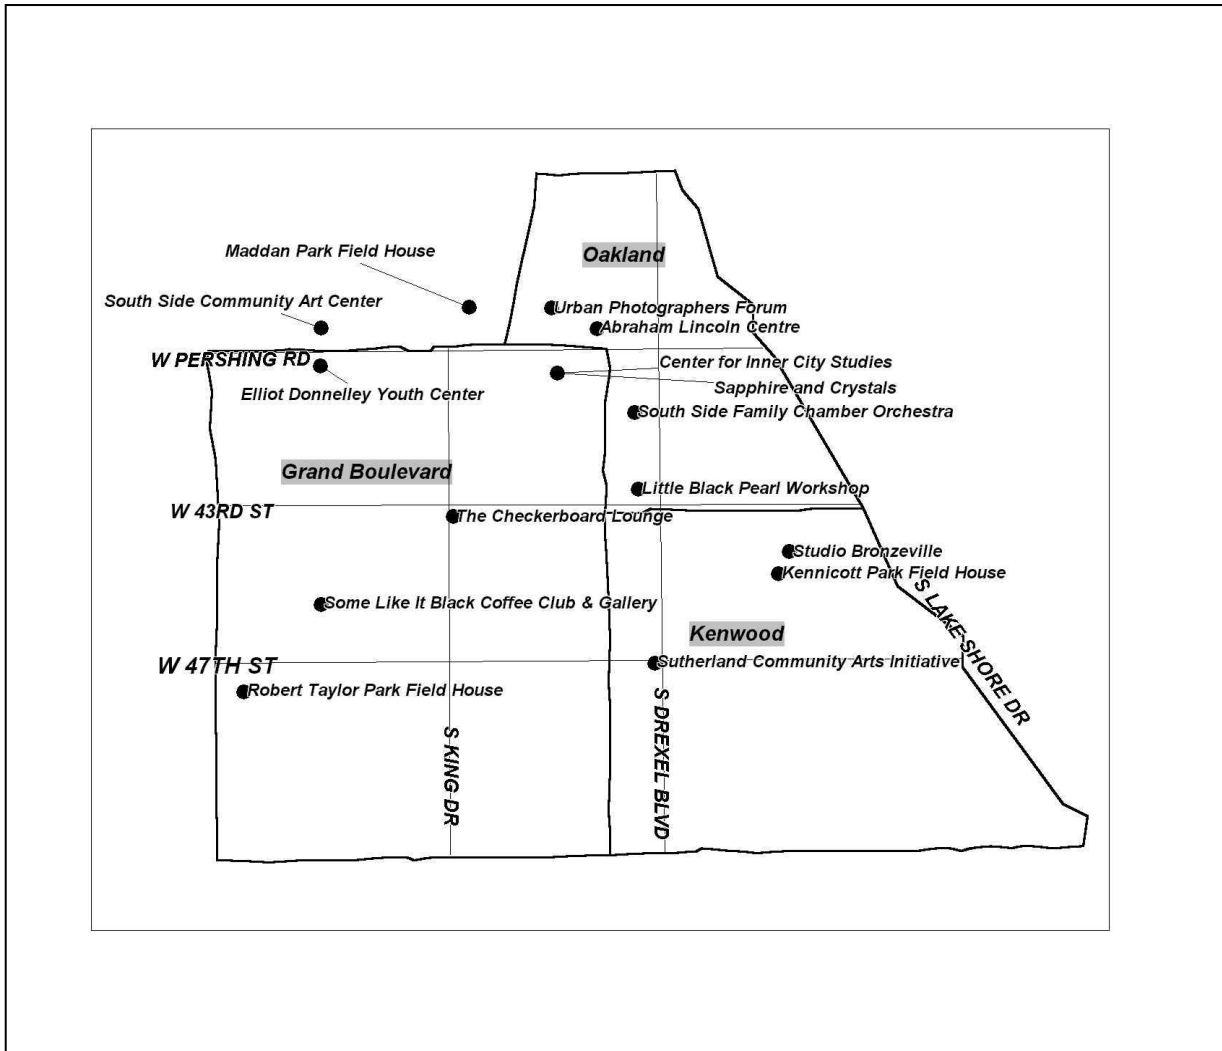 Maddan Park Field House
Oakland
South Side Community Art Center
Urban Photographers Forum
Abraham Lincoln Centre
W PERSHING RD
Center for Inner City Studies
Elliot Donnelley Youth Center
Sapphire and Crystals
South Side Family Chamber Orchestra
Grand Boulevard
Little Black Pearl Workshop
W 43RD ST
The Checkerboard Lounge
Studio Bronzeville
Kennicott Park Field House
Some Like It Black Coffee Club & Gallery
Kenwood
S LAKE SHORE DR
W 47TH ST
Sutherland Community Arts Initiative
Robert Taylor Park Field House
S KING DR
S DREXEL BLVD